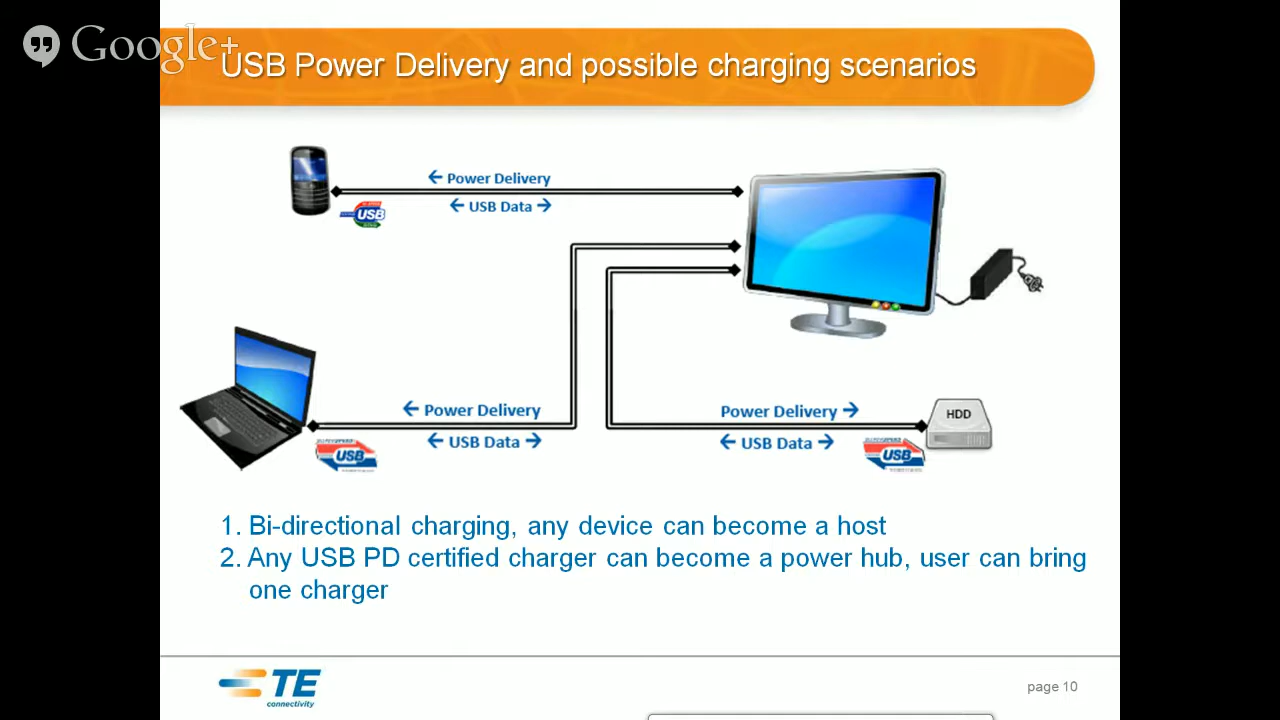 Google+
USB Power Delivery and possible charging scenarios
← Power Delivery
← USB Data →
USB
← Power Delivery
← USB Data →
USB
Power Delivery →
← USB Data →
USB
HDD
1. Bi-directional charging, any device can become a host
2. Any USB PD certified charger can become a power hub, user can bring
one charger
TE
connectivity
page 10